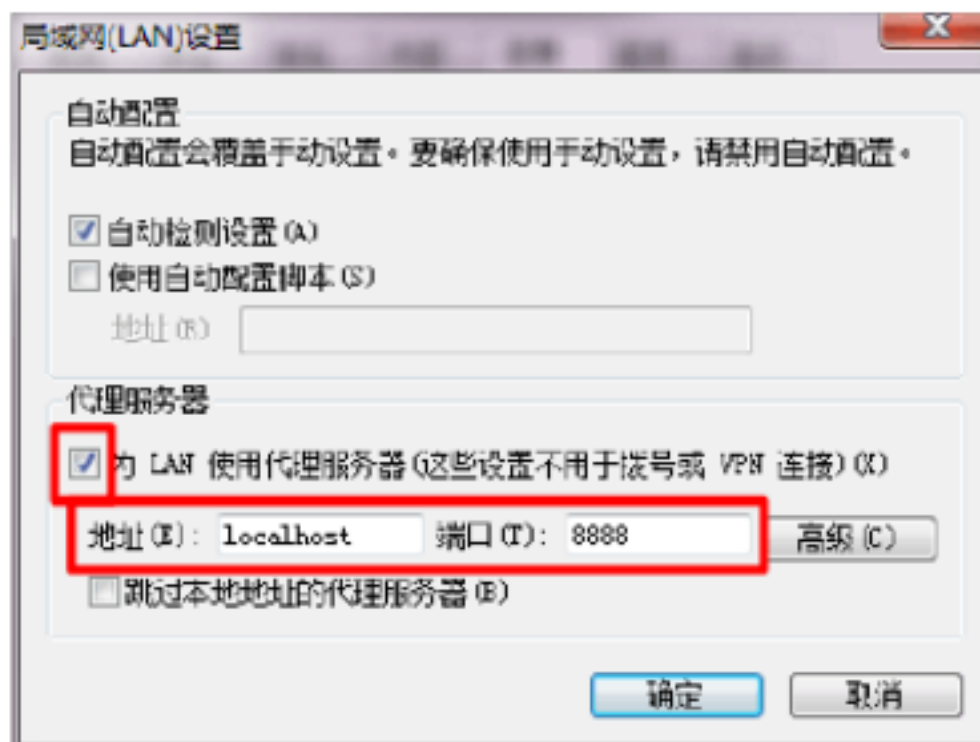 局域网(LAN)设置
自动配置
自动配置会覆盖手动设置。要确保使用手动设置，请禁用自动配置。
自动检测设置(A)
使用自动配置脚本(S)
地址(R)
代理服务器
为 LAN 使用代理服务器(这些设置不用于拨号或 VPN 连接)(X)
地址(E): localhost 端口(T): 8888 高级(C)
跳过本地地址的代理服务器(B)
确定 取消